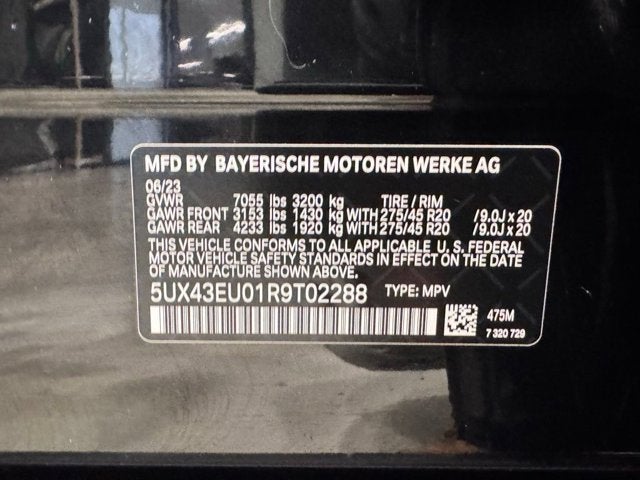 MFD BY BAYERISCHE MOTOREN WERKE AG
06/23
GVWR 7055 lbs 3200 kg TIRE / RIM
GAWR FRONT 3153 lbs 1430 kg WITH 275/45 R20 / 9.0J x 20
GAWR REAR 4233 lbs 1920 kg WITH 275/45 R20 / 9.0J x 20
THIS VEHICLE CONFORMS TO ALL APPLICABLE U. S. FEDERAL
MOTOR VEHICLE SAFETY STANDARDS IN EFFECT ON THE
DATE OF MANUFACTURE SHOWN ABOVE.
5UX43EU01R9T02288 TYPE: MPV
475M
7 320 729